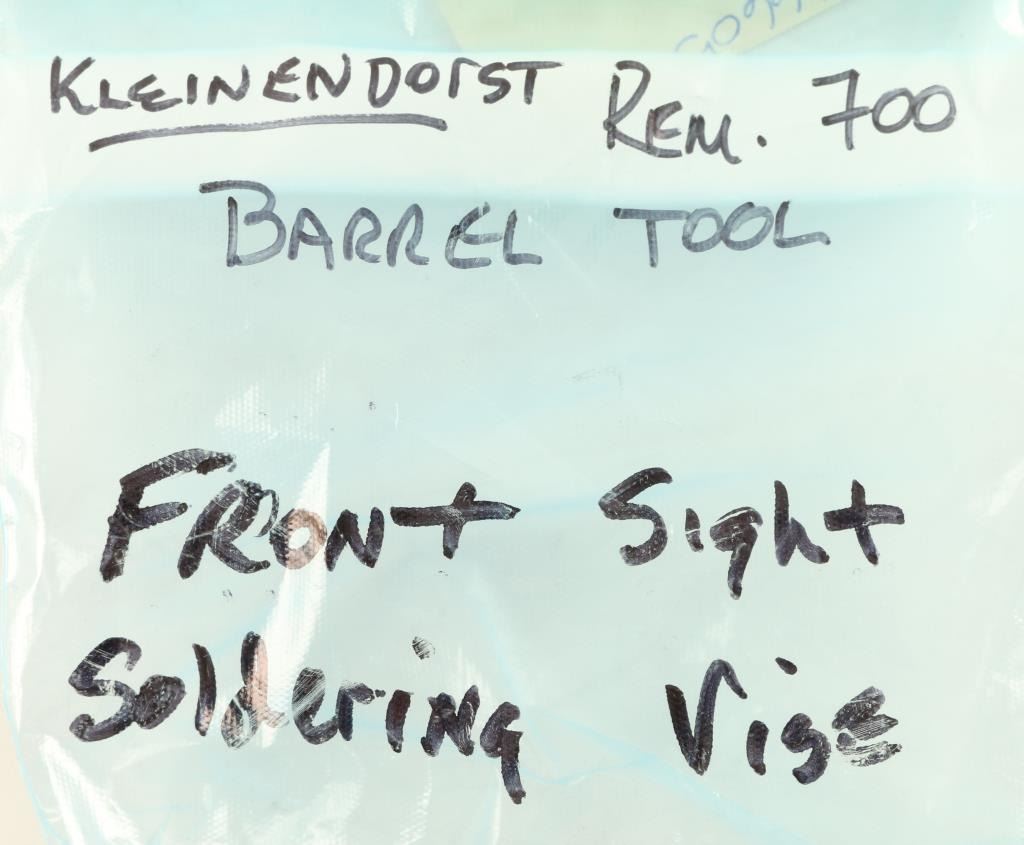 KLEINENDORST REM. 700
BARREL TOOL
FRONT Sight
Soldering Vise